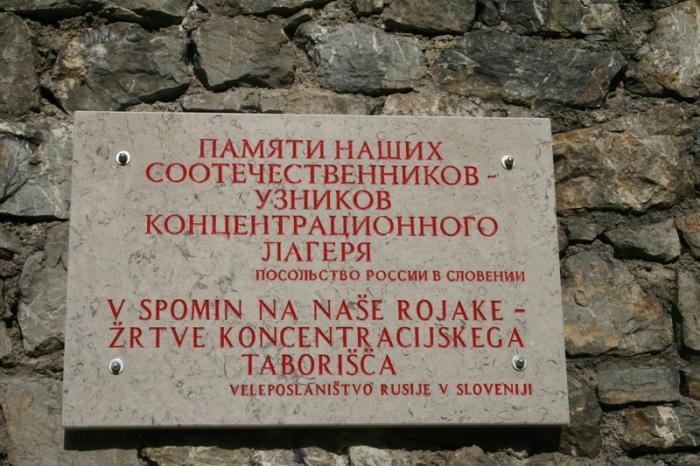 ПАМЯТИ НАШИХ
СООТЕЧЕСТВЕННИКОВ -
УЗНИКОВ
КОНЦЕНТРАЦИОННОГО
ЛАГЕРЯ
ПОСОЛЬСТВО РОССИИ В СЛОВЕНИИ
V SPOMIN NA NAŠE ROJAKE -
ŽRTVE KONCENTRACIJSKEGA
TABORIŠČA
VELEPOSLANIŠTVO RUSIJE V SLOVENIJI